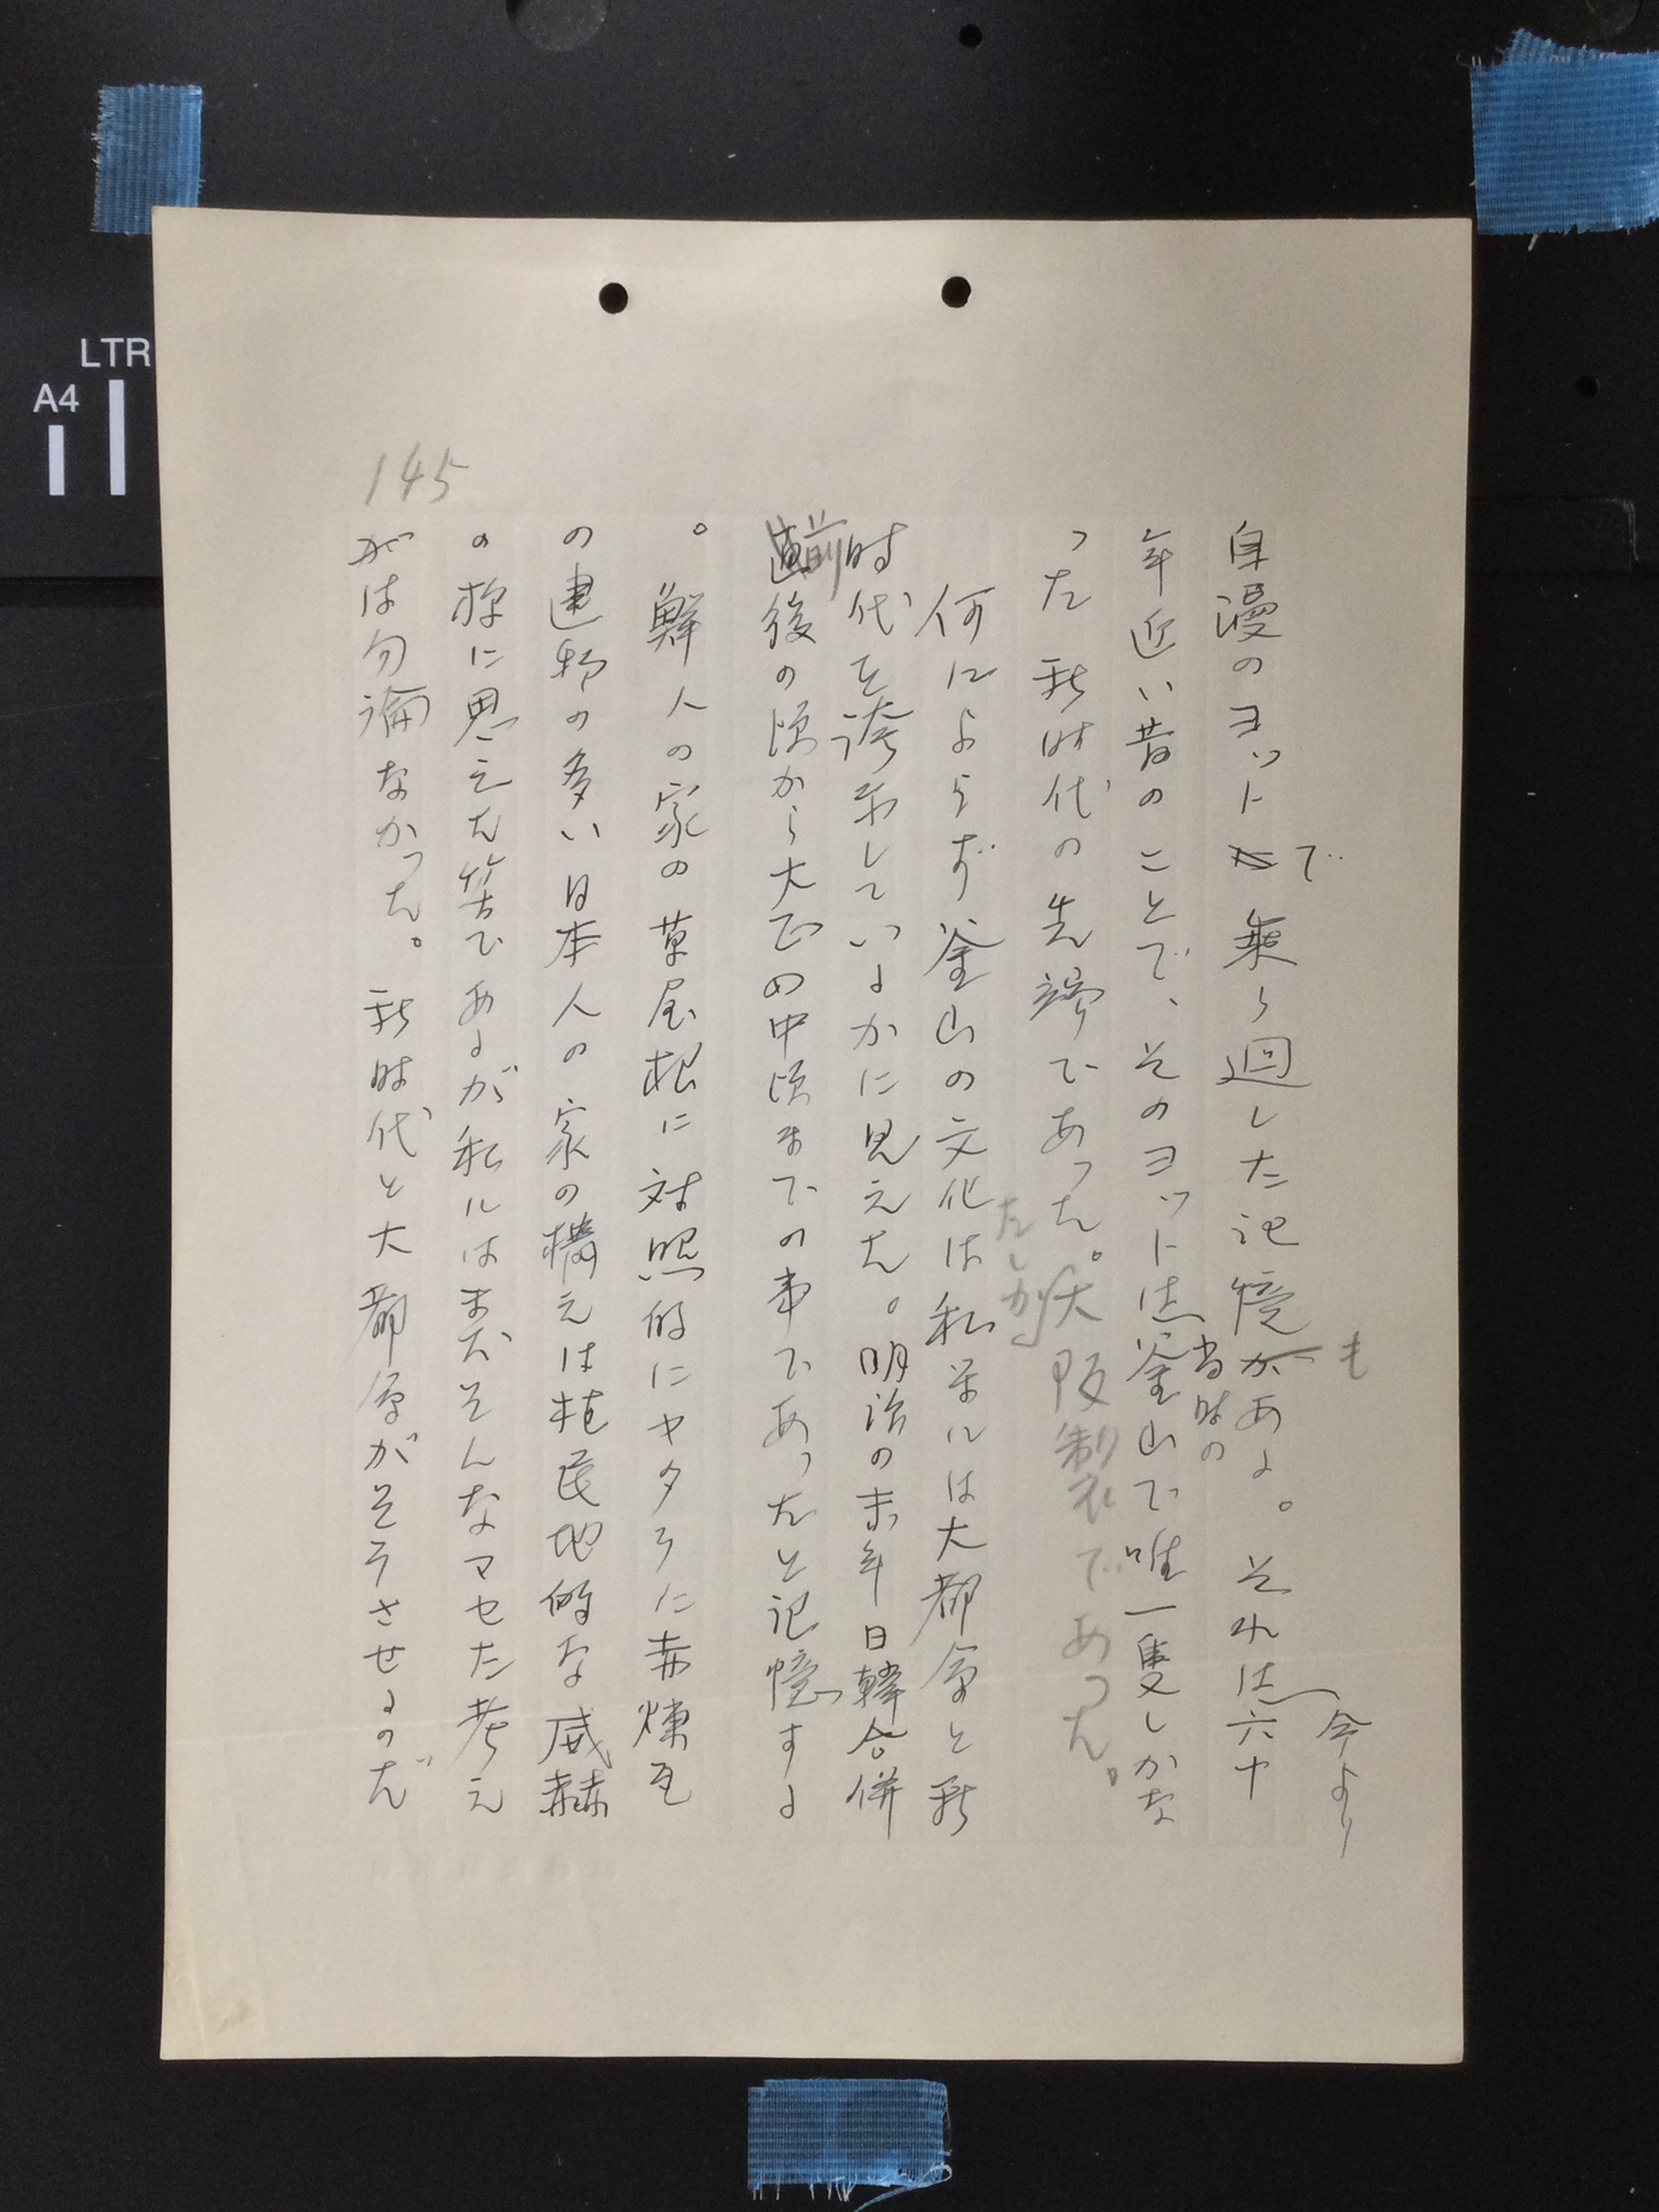 自漫のヨットで乗り廻した記憶もある。それは今より六十
年近い昔のことで、そのヨットは当時の釜山で唯一隻しかな
った新時代の先端であった。たしか大阪製であった。
何によらず釜山の文化は私等には大都会と新
時代を誇示しているかに見えた。明治の末年日韓合併
前後の頃から大正の中頃までの事であったと記憶する
。鮮人の家の草屋根に対照的にヤタラに赤煉瓦
の建物の多い日本人の家の構えは植民地的な威赫
の様に思えた筈であるが私には未だそんなマセた考え
がは勿論なかった。新時代と大都会がそうさせるのだ
145
A4
LTR